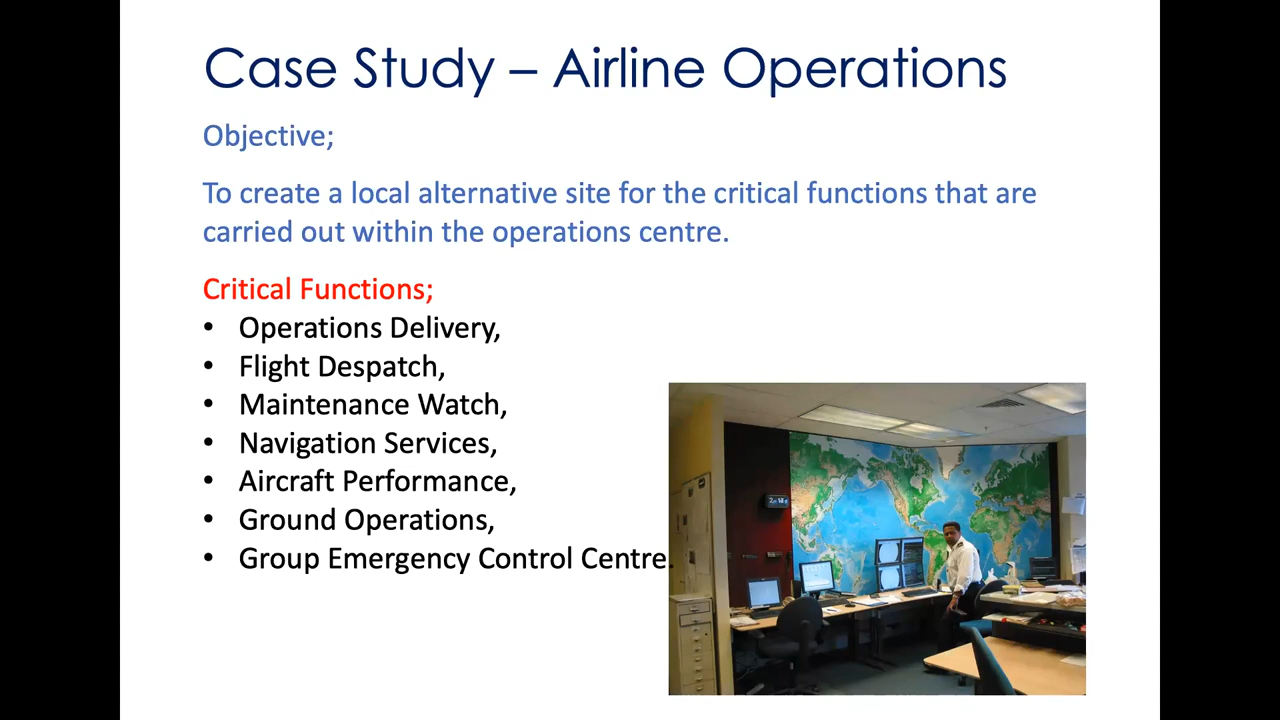 Case Study – Airline Operations
Objective;
To create a local alternative site for the critical functions that are
carried out within the operations centre.
Critical Functions;
• Operations Delivery,
• Flight Despatch,
• Maintenance Watch,
• Navigation Services,
• Aircraft Performance,
• Ground Operations,
• Group Emergency Control Centre.